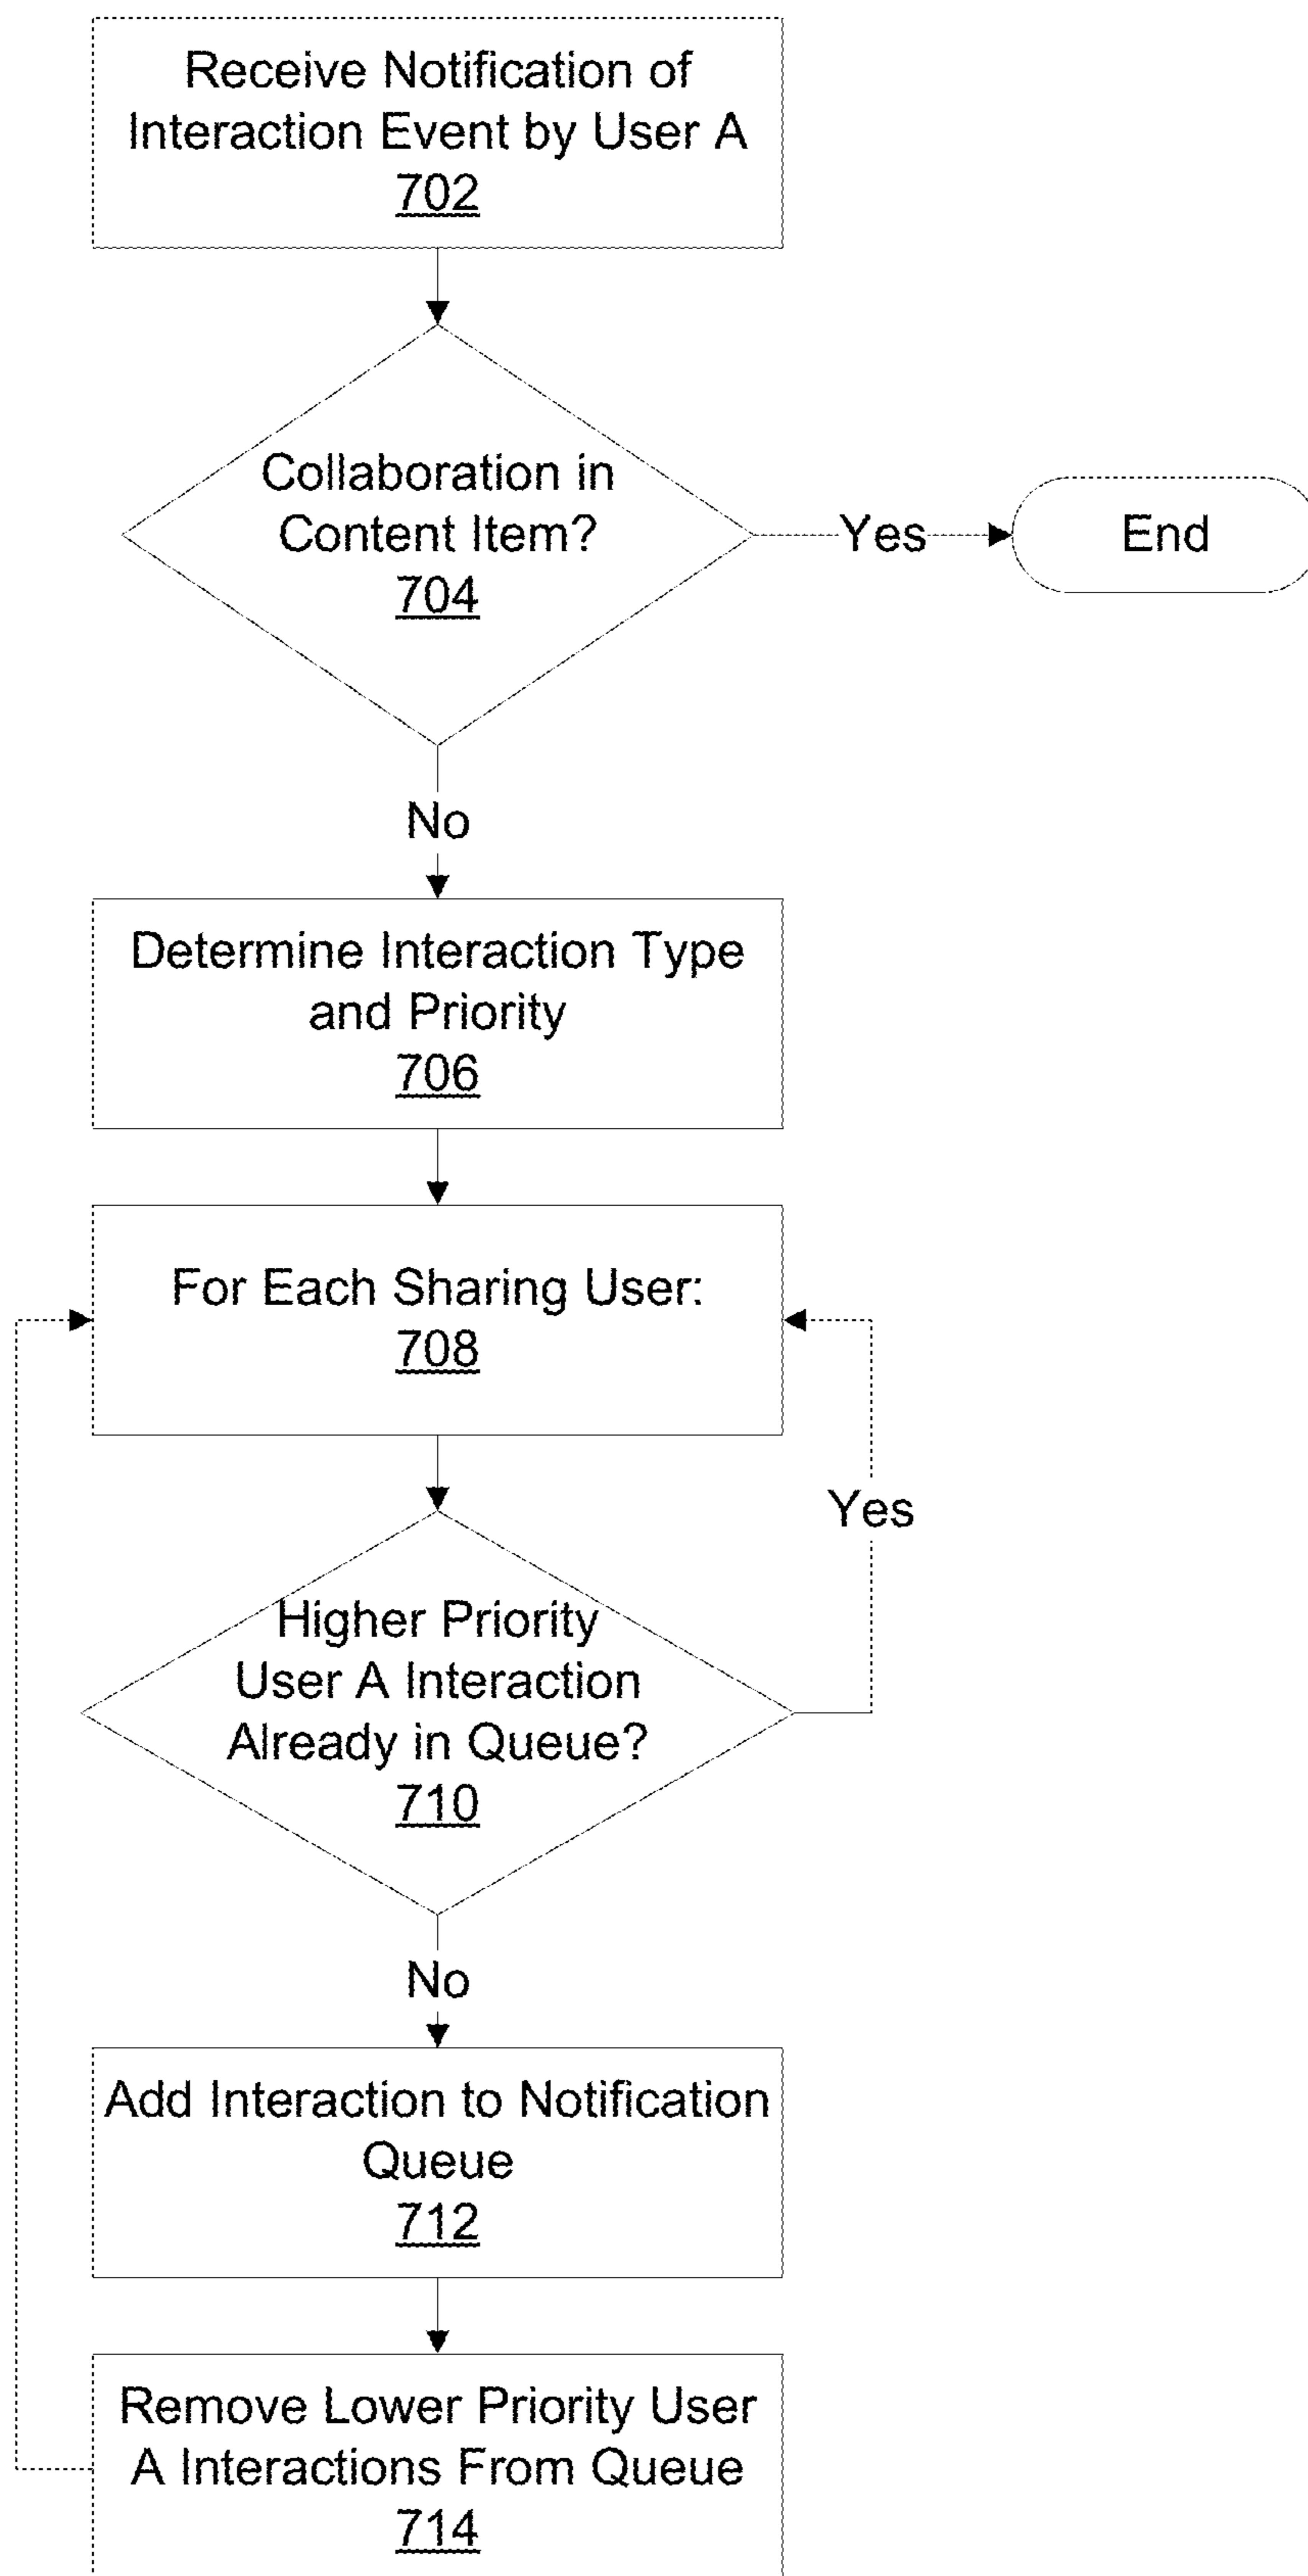 Receive Notification of
Interaction Event by User A
702
Collaboration in
Content Item?
704
Yes
End
No
Determine Interaction Type
and Priority
706
For Each Sharing User:
708
Yes
Higher Priority
User A Interaction
Already in Queue?
710
No
Add Interaction to Notification
Queue
712
Remove Lower Priority User
A Interactions From Queue
714